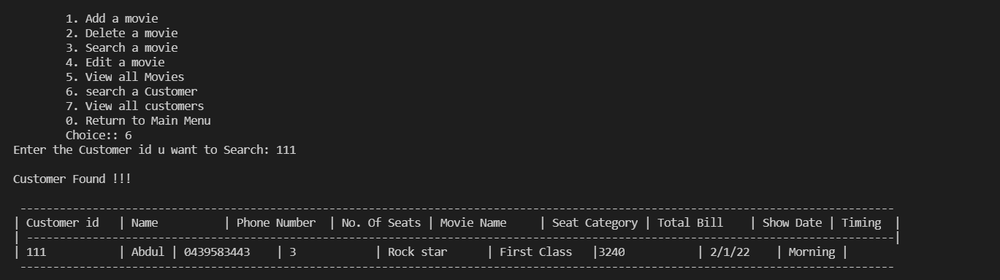 1. Add a movie
2. Delete a movie
3. Search a movie
4. Edit a movie
5. View all Movies
6. search a Customer
7. View all customers
0. Return to Main Menu
Choice:: 6
Enter the Customer id u want to Search: 111
Customer Found !!!
------------------------------------------------------------------------------------------------------------------------------------
| Customer id   | Name          | Phone Number  | No. Of Seats | Movie Name     | Seat Category | Total Bill    | Show Date | Timing  |
| ------------------------------------------------------------------------------------------------------------------------------------|
| 111           | Abdul | 0439583443    | 3            | Rock star      | First Class   |3240           | 2/1/22    | Morning |
------------------------------------------------------------------------------------------------------------------------------------